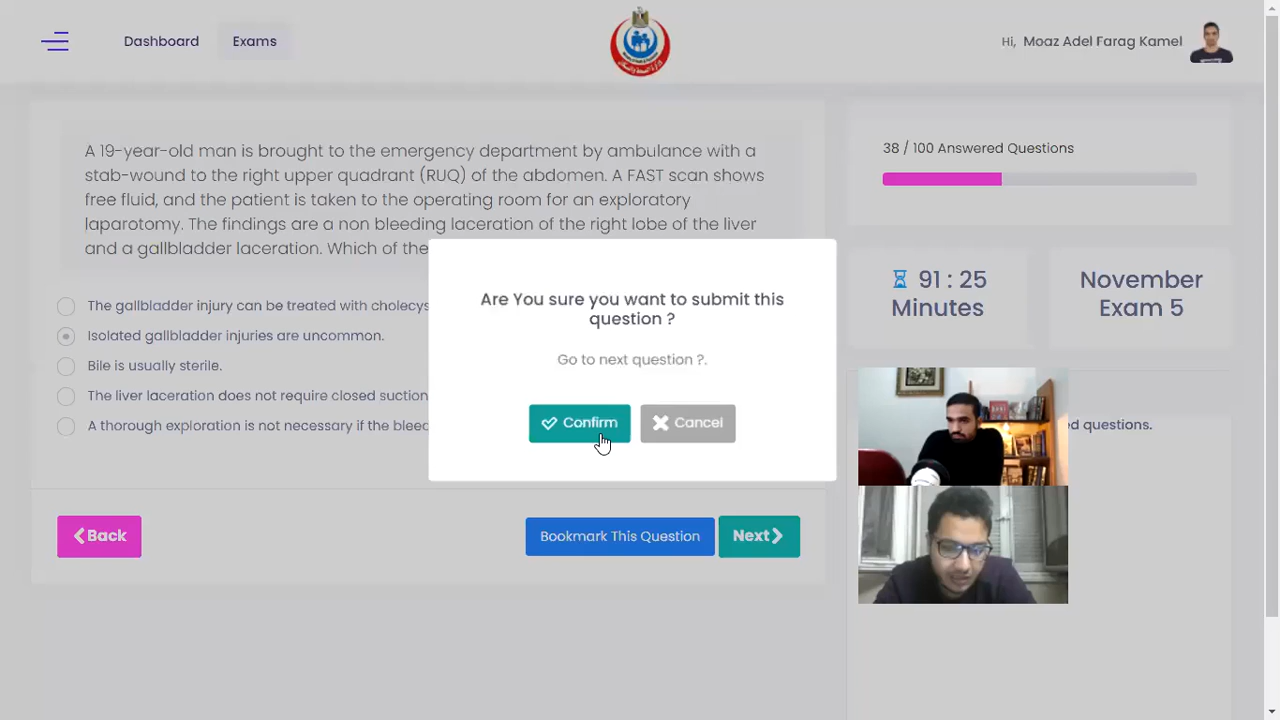 Dashboard
Exams
Hi, Moaz Adel Farag Kamel
A 19-year-old man is brought to the emergency department by ambulance with a
stab-wound to the right upper quadrant (RUQ) of the abdomen. A FAST scan shows
free fluid, and the patient is taken to the operating room for an exploratory
laparotomy. The findings are a non bleeding laceration of the right lobe of the liver
and a gallbladder laceration. Which of the
The gallbladder injury can be treated with cholecys
Isolated gallbladder injuries are uncommon.
Bile is usually sterile.
The liver laceration does not require closed suction
A thorough exploration is not necessary if the bleed
Are You sure you want to submit this
question ?
Go to next question ?.
Confirm
Cancel
Back
Bookmark This Question
Next
38 / 100 Answered Questions
91 : 25
Minutes
November
Exam 5
ed questions.